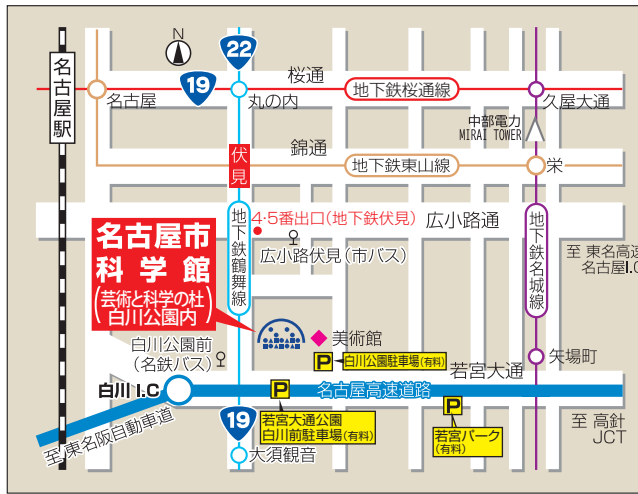 N
22
19
桜通
地下鉄桜通線
名古屋駅
名古屋
丸の内
久屋大通
中部電力
MIRAI TOWER
伏見
錦通
地下鉄東山線
栄
4・5番出口(地下鉄伏見)
広小路通
地下鉄鶴舞線
広小路伏見(市バス)
地下鉄名城線
至 東名高速
名古屋I.C
名古屋市
科学館
(芸術と科学の杜
白川公園内)
白川公園前
(名鉄バス)
美術館
P
白川公園駐車場(有料)
若宮大通
矢場町
白川 I.C
P
名古屋高速道路
P
至 東名阪自動車道
19
若宮大通公園
白川前駐車場(有料)
若宮パーク
(有料)
至 高針
JCT
大須観音